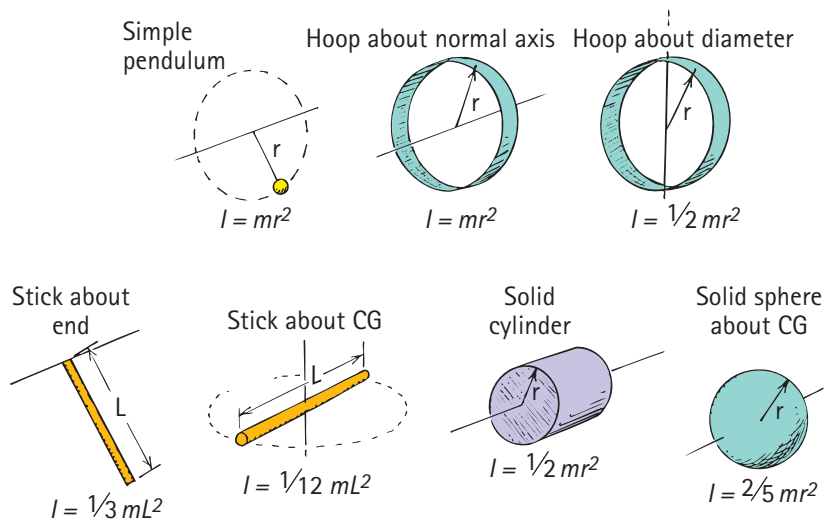 Simple
pendulum
r
I = mr²
Hoop about normal axis
r
I = mr²
Hoop about diameter
r
I = 1/2 mr²
Stick about
end
L
I = 1/3 mL²
Stick about CG
L
I = 1/12 mL²
Solid
cylinder
r
I = 1/2 mr²
Solid sphere
about CG
r
I = 2/5 mr²